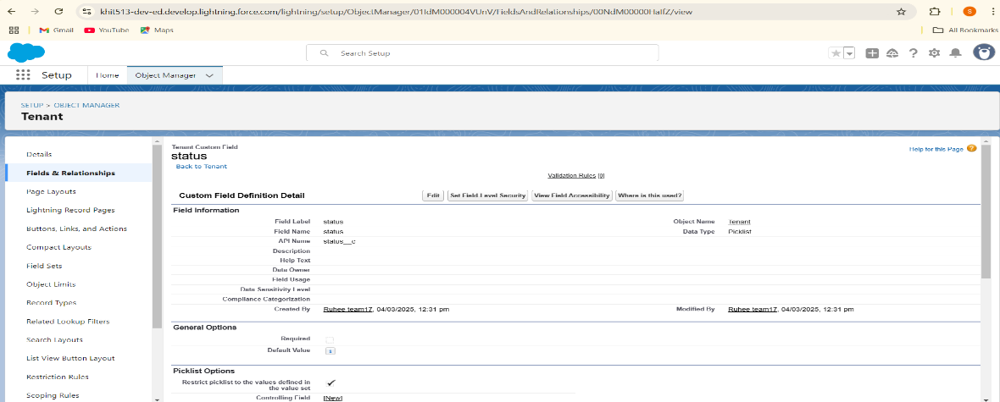 khit513-dev-ed.develop.lightning.force.com/lightning/setup/ObjectManager/01IdM000004VUnV/FieldsAndRelationships/00NdM00000HaIfZ/view
S
Gmail YouTube Maps All Bookmarks
Search Setup
Setup Home Object Manager
SETUP > OBJECT MANAGER
Tenant
Details
Fields & Relationships
Page Layouts
Lightning Record Pages
Buttons, Links, and Actions
Compact Layouts
Field Sets
Object Limits
Record Types
Related Lookup Filters
Search Layouts
List View Button Layout
Restriction Rules
Scoping Rules
Tenant Custom Field
status
Back to Tenant
Help for this Page ?
Validation Rules [0]
Custom Field Definition Detail
Edit Set Field-Level Security View Field Accessibility Where is this used?
Field Information
Field Label status Object Name Tenant
Field Name status Data Type Picklist
API Name status__c
Description
Help Text
Data Owner
Field Usage
Data Sensitivity Level
Compliance Categorization
Created By Ruhee team17, 04/03/2025, 12:31 pm Modified By Ruhee team17, 04/03/2025, 12:31 pm
General Options
Required
Default Value
Picklist Options
Restrict picklist to the values defined in
the value set
Controlling Field [New]